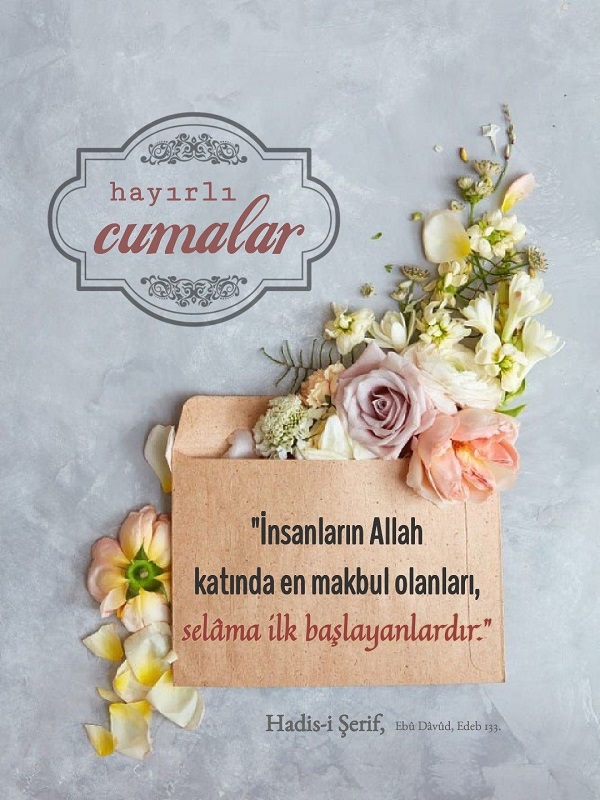 hayırlı
cumalar
"İnsanların Allah
katında en makbul olanları,
selâma ilk başlayanlardır."
Hadis-i Şerif, Ebû Dâvûd, Edeb 133.